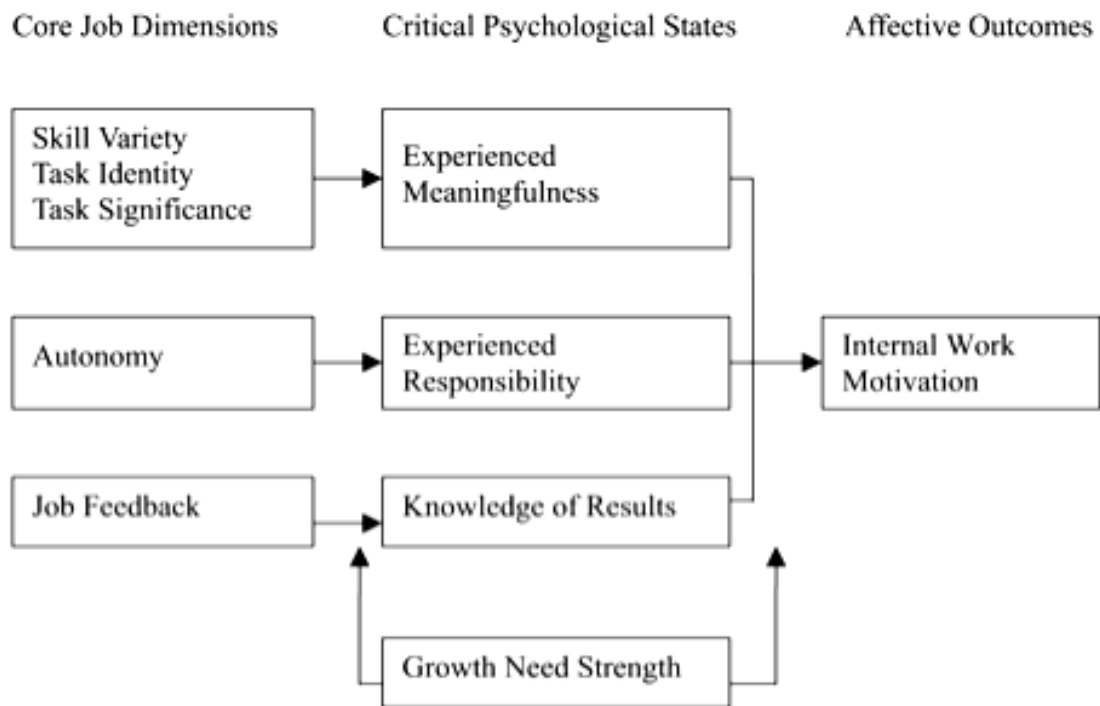 Core Job Dimensions
Critical Psychological States
Affective Outcomes
Skill Variety
Task Identity
Task Significance
Experienced
Meaningfulness
Autonomy
Experienced
Responsibility
Internal Work
Motivation
Job Feedback
Knowledge of Results
Growth Need Strength